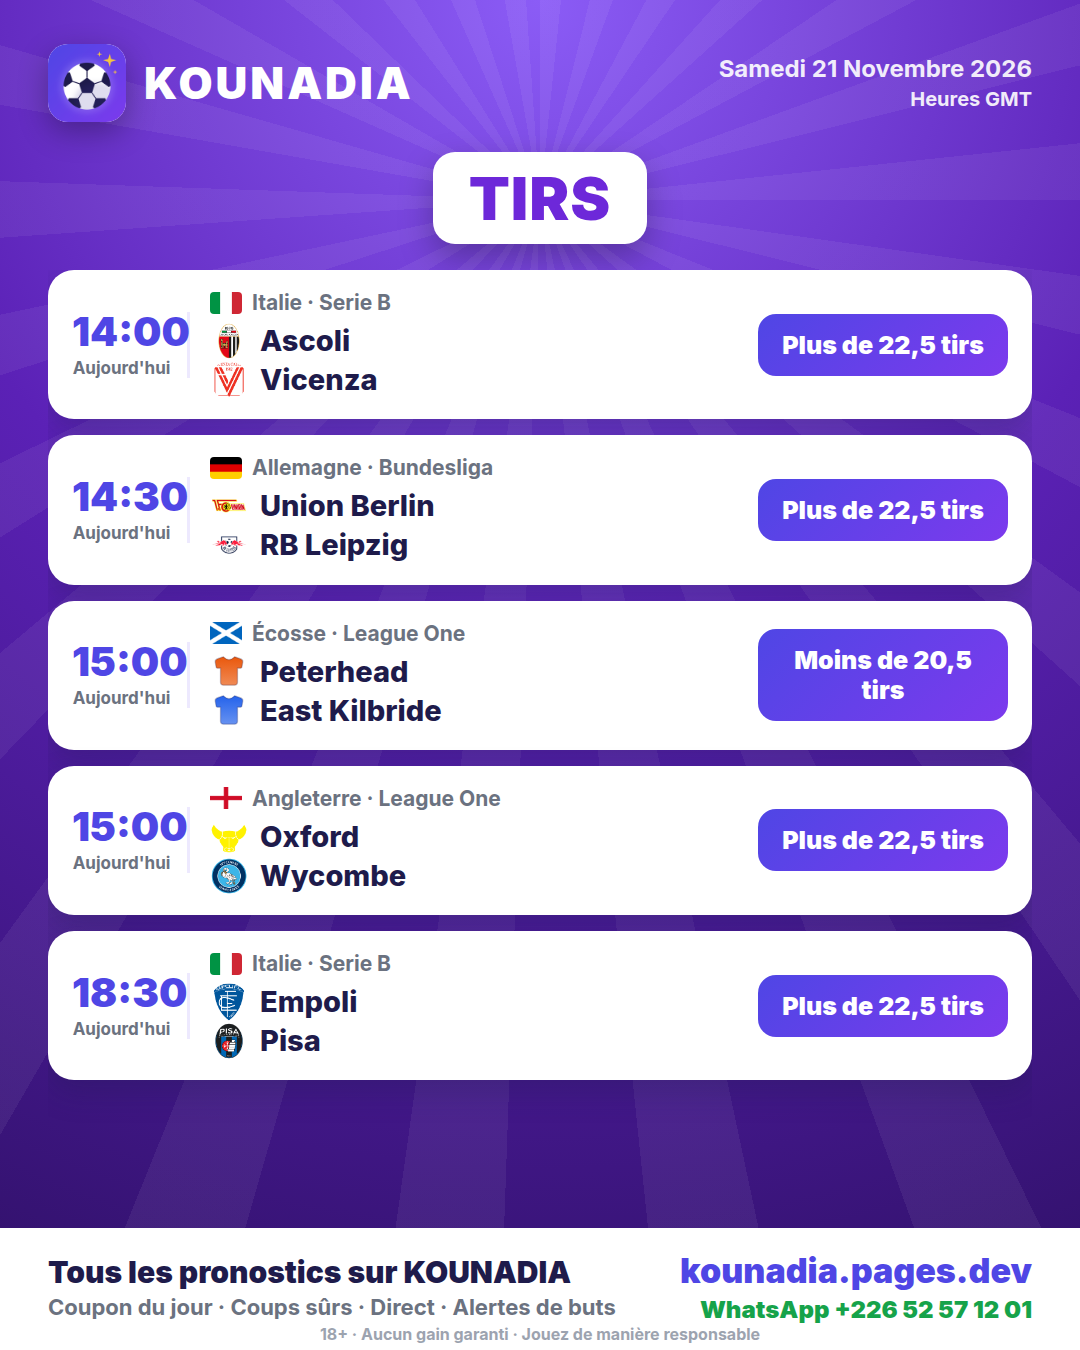 KOUNADIA
Samedi 21 Novembre 2026
Heures GMT
TIRS
14:00
Aujourd'hui
Italie · Serie B
Ascoli
Vicenza
Plus de 22,5 tirs
14:30
Aujourd'hui
Allemagne · Bundesliga
Union Berlin
RB Leipzig
Plus de 22,5 tirs
15:00
Aujourd'hui
Écosse · League One
Peterhead
East Kilbride
Moins de 20,5
tirs
15:00
Aujourd'hui
Angleterre · League One
Oxford
Wycombe
Plus de 22,5 tirs
18:30
Aujourd'hui
Italie · Serie B
Empoli
PISA
Pisa
Plus de 22,5 tirs
Tous les pronostics sur KOUNADIA
kounadia.pages.dev
Coupon du jour · Coups sûrs · Direct · Alertes de buts
WhatsApp +226 52 57 12 01
18+ · Aucun gain garanti · Jouez de manière responsable